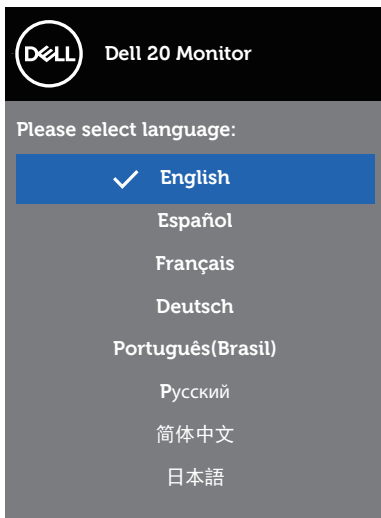 DELL
Dell 20 Monitor
Please select language:
English
Español
Français
Deutsch
Português(Brasil)
Русский
简体中文
日本語